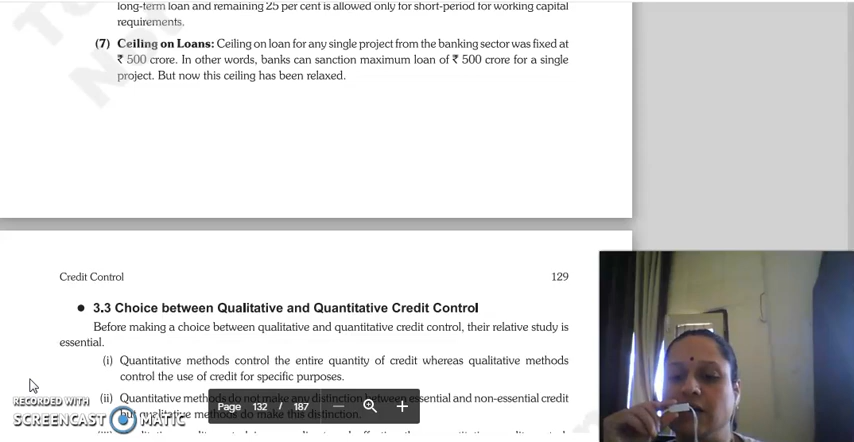 long-term loan and remaining 25 per cent is allowed only for short-period for working capital
requirements.
(7) Ceiling on Loans: Ceiling on loan for any single project from the banking sector was fixed at
₹ 500 crore. In other words, banks can sanction maximum loan of ₹ 500 crore for a single
project. But now this ceiling has been relaxed.
Credit Control 129
● 3.3 Choice between Qualitative and Quantitative Credit Control
Before making a choice between qualitative and quantitative credit control, their relative study is
essential.
(i) Quantitative methods control the entire quantity of credit whereas qualitative methods
control the use of credit for specific purposes.
(ii) Quantitative methods do not make any distinction between essential and non-essential credit
but qualitative methods do make this distinction.
Page 132 / 187
RECORDED WITH
SCREENCAST MATIC